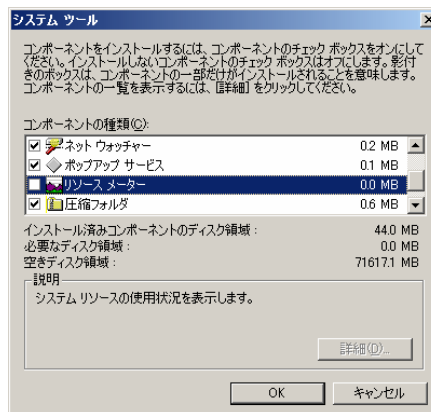 システム ツール
コンポーネントをインストールするには、コンポーネントのチェック ボックスをオンにして
ください。インストールしないコンポーネントのチェック ボックスはオフにします。影付
きのボックスは、コンポーネントの一部だけがインストールされることを意味します。
コンポーネントの一覧を表示するには、[詳細] をクリックしてください。
コンポーネントの種類(C):
ネット ウォッチャー 0.2 MB
ポップアップ サービス 0.1 MB
リソース メーター 0.0 MB
圧縮フォルダ 0.6 MB
インストール済みコンポーネントのディスク領域 : 44.0 MB
必要なディスク領域 : 0.0 MB
空きディスク領域 : 71617.1 MB
説明
システム リソースの使用状況を表示します。
詳細(D)...
OK キャンセル